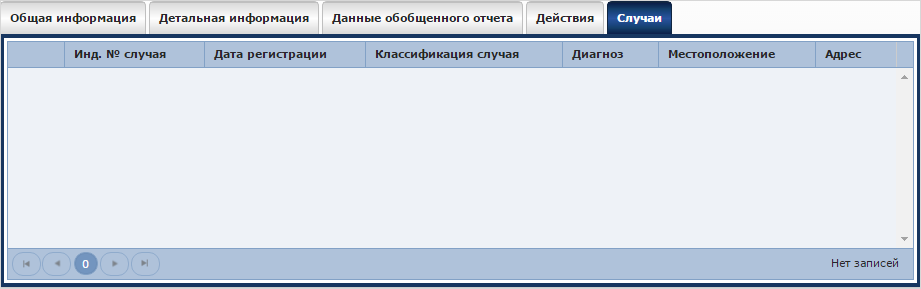 Общая информация Детальная информация Данные обобщенного отчета Действия Случаи
Инд. № случая Дата регистрации Классификация случая Диагноз Местоположение Адрес
0 Нет записей